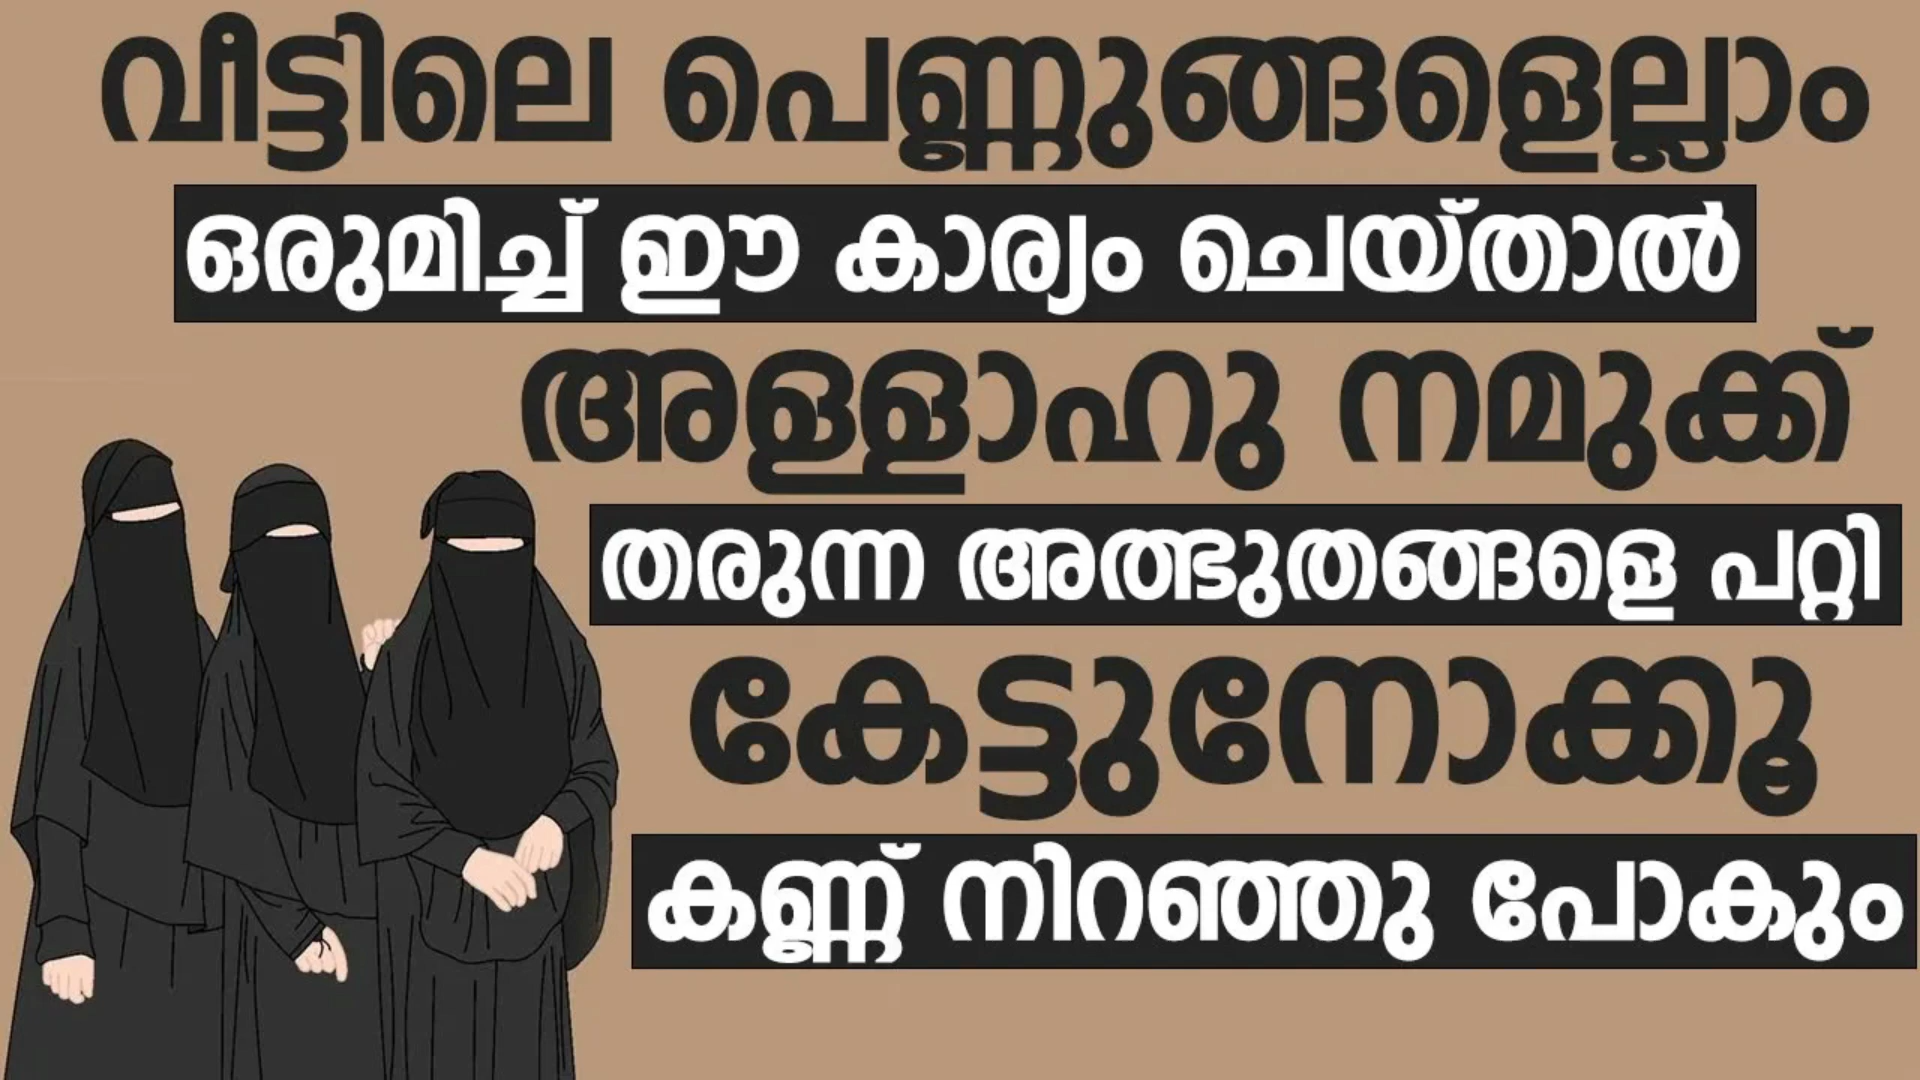 വീട്ടിലെ പെണ്ണുങ്ങളെല്ലാം
ഒരുമിച്ച് ഈ കാര്യം ചെയ്താൽ
അള്ളാഹു നമുക്ക്
തരുന്ന അത്ഭുതങ്ങളെ പറ്റി
കേട്ടുനോക്കൂ
കണ്ണ് നിറഞ്ഞു പോകും